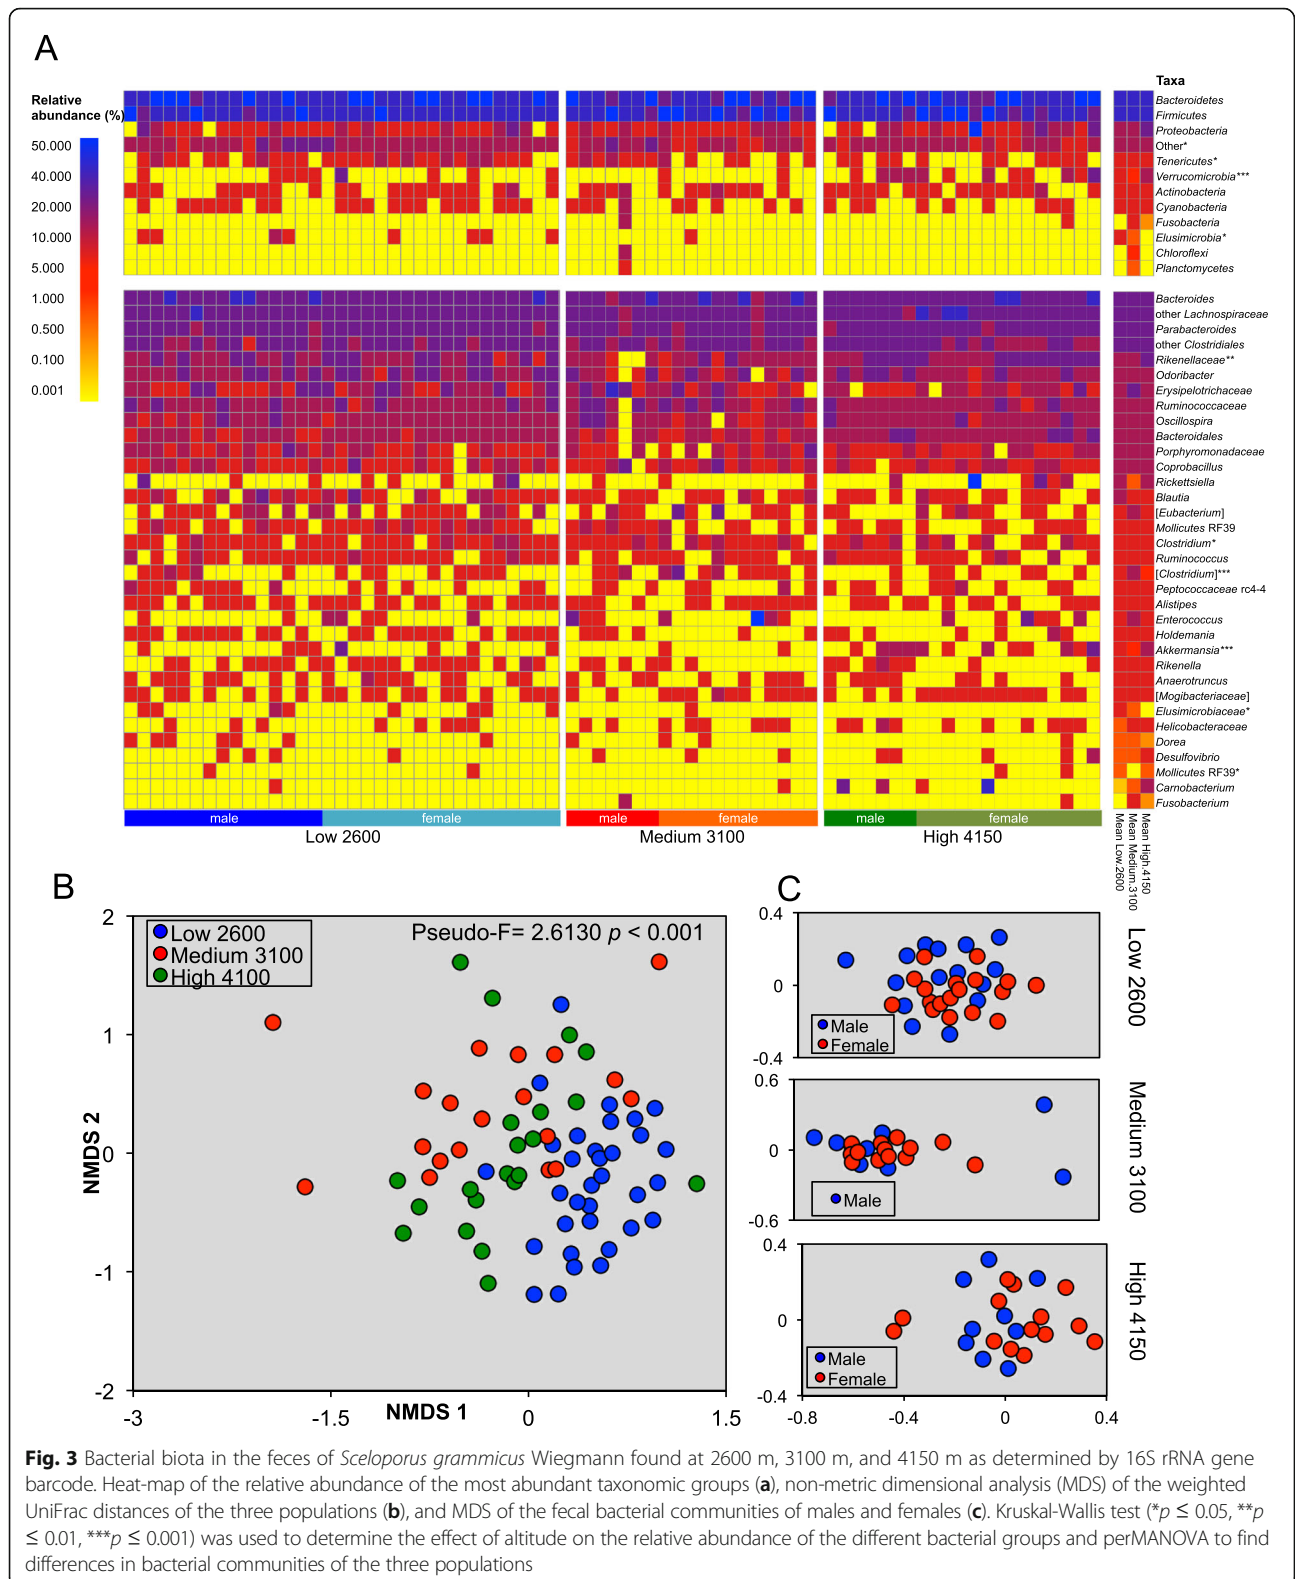 A
Taxa
Relative
abundance (%)
50.000
40.000
20.000
10.000
5.000
1.000
0.500
0.100
0.001
Bacteroidetes
Firmicutes
Proteobacteria
Other*
Tenericutes*
Verrucomicrobia***
Actinobacteria
Cyanobacteria
Fusobacteria
Elusimicrobia*
Chloroflexi
Planctomycetes
Bacteroides
other Lachnospiraceae
Parabacteroides
other Clostridiales
Rikenellaceae**
Odoribacter
Erysipelotrichaceae
Ruminococcaceae
Oscillospira
Bacteroidales
Porphyromonadaceae
Coprobacillus
Rickettsiella
Blautia
[Eubacterium]
Mollicutes RF39
Clostridium*
Ruminococcus
[Clostridium]***
Peptococcaceae rc4-4
Alistipes
Enterococcus
Holdemania
Akkermansia***
Rikenella
Anaerotruncus
[Mogibacteriaceae]
Elusimicrobiaceae*
Helicobacteraceae
Dorea
Desulfovibrio
Mollicutes RF39*
Carnobacterium
Fusobacterium
male female male female male female
Low 2600 Medium 3100 High 4150
Mean Low.2600
Mean Medium.3100
Mean High.4150
B
2
1
0
-1
-2
NMDS 2
Low 2600
Medium 3100
High 4100
Pseudo-F= 2.6130 p < 0.001
-3 -1.5 0 1.5
NMDS 1
C
0.4
0
-0.4
Male
Female
Low 2600
0.6
0
-0.6
Male
Medium 3100
0.4
0
-0.4
Male
Female
High 4150
-0.8 -0.4 0 0.4
Fig. 3 Bacterial biota in the feces of Sceloporus grammicus Wiegmann found at 2600 m, 3100 m, and 4150 m as determined by 16S rRNA gene
barcode. Heat-map of the relative abundance of the most abundant taxonomic groups (a), non-metric dimensional analysis (MDS) of the weighted
UniFrac distances of the three populations (b), and MDS of the fecal bacterial communities of males and females (c). Kruskal-Wallis test (*p ≤ 0.05, **p
≤ 0.01, ***p ≤ 0.001) was used to determine the effect of altitude on the relative abundance of the different bacterial groups and perMANOVA to find
differences in bacterial communities of the three populations